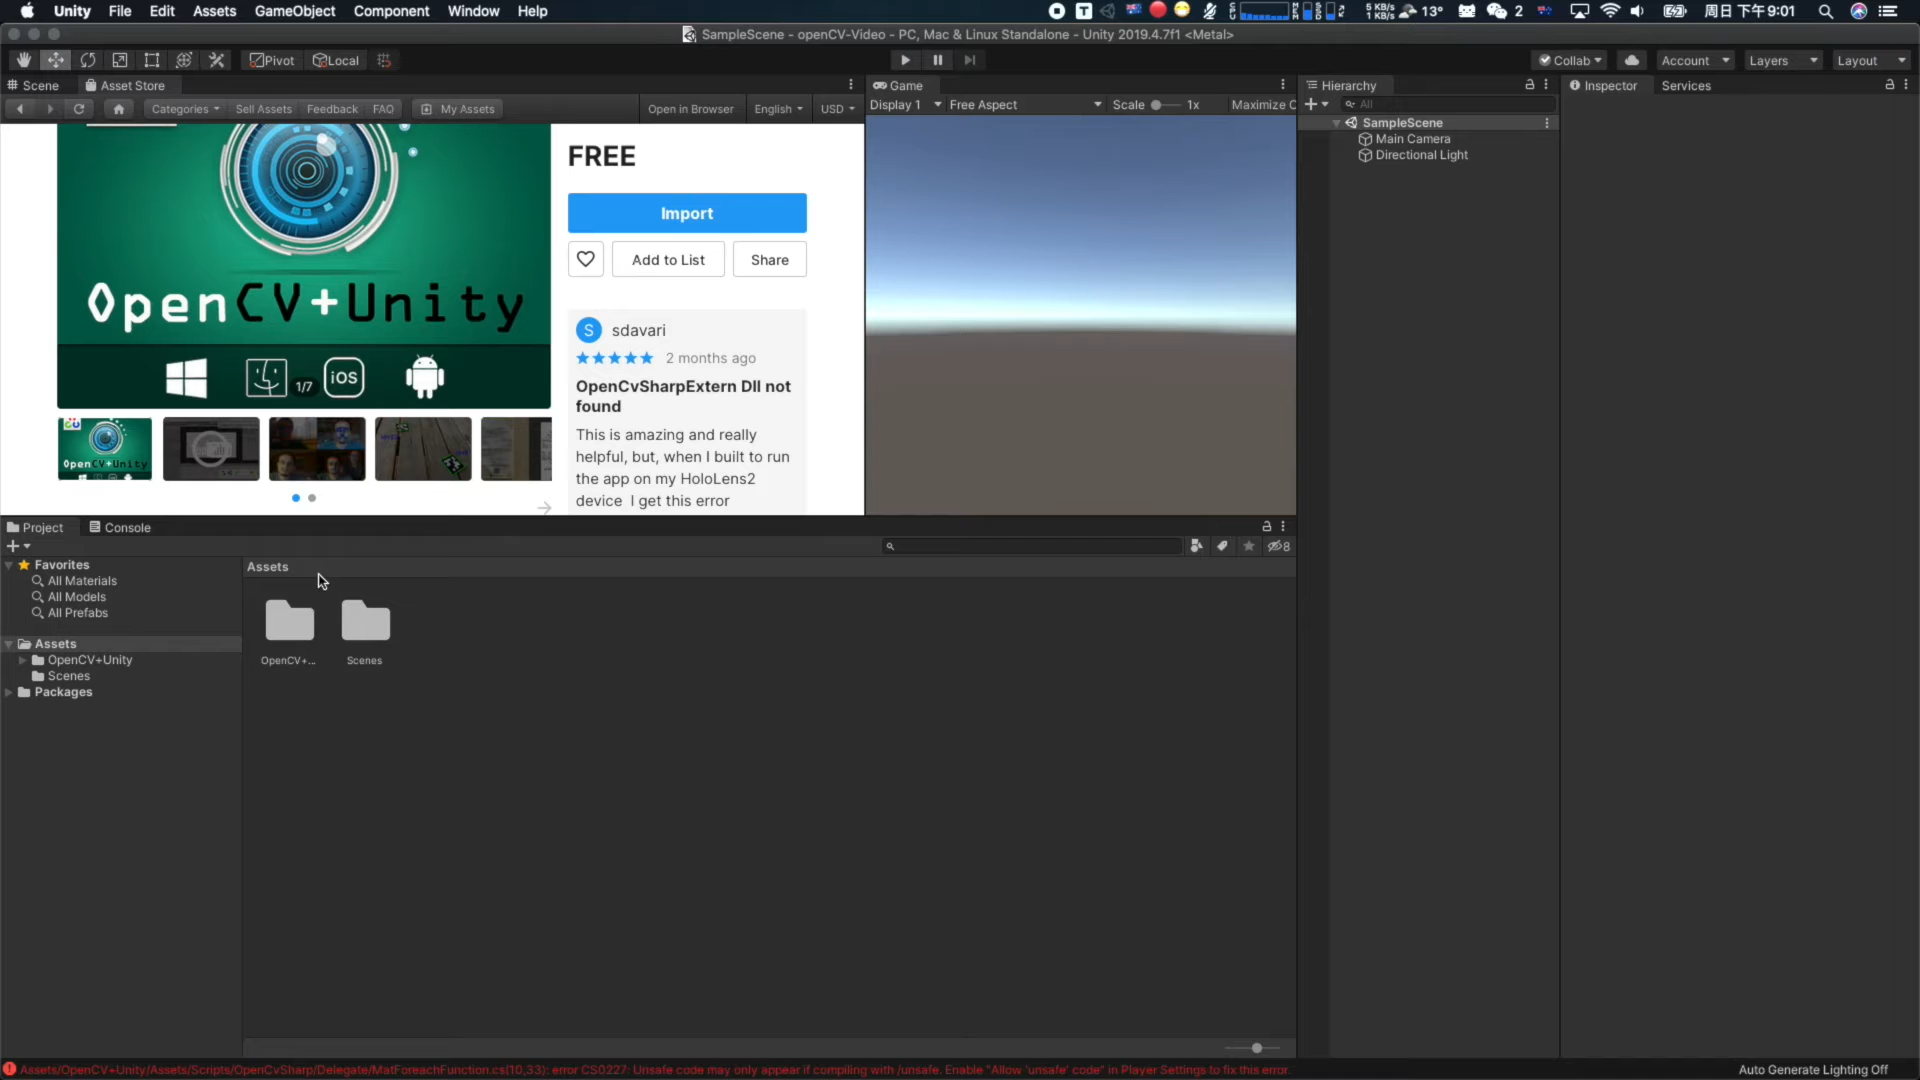 Unity File Edit Assets GameObject Component Window Help
5 KB/s
1 KB/s
13°
2
周日 下午9:01
SampleScene - openCV-Video - PC, Mac & Linux Standalone - Unity 2019.4.7f1 <Metal>
Pivot Local
Collab Account Layers Layout
Scene Asset Store
Game
Hierarchy
Inspector Services
Categories Sell Assets Feedback FAQ My Assets Open in Browser English USD
Display 1 Free Aspect Scale 1x Maximize O
All
SampleScene
Main Camera
Directional Light
OpenCV+Unity
iOS
1/7
OpenCV+Unity
FREE
Import
Add to List Share
S sdavari
2 months ago
OpenCvSharpExtern Dll not
found
This is amazing and really
helpful, but, when I built to run
the app on my HoloLens2
device I get this error
Project Console
8
Favorites
All Materials
All Models
All Prefabs
Assets
OpenCV+Unity
Scenes
Packages
Assets
OpenCV+...
Scenes
Assets/OpenCV+Unity/Assets/Scripts/OpenCvSharp/Delegate/MatForeachFunction.cs(10,33): error CS0227: Unsafe code may only appear if compiling with /unsafe. Enable "Allow 'unsafe' code" in Player Settings to fix this error.
Auto Generate Lighting Off